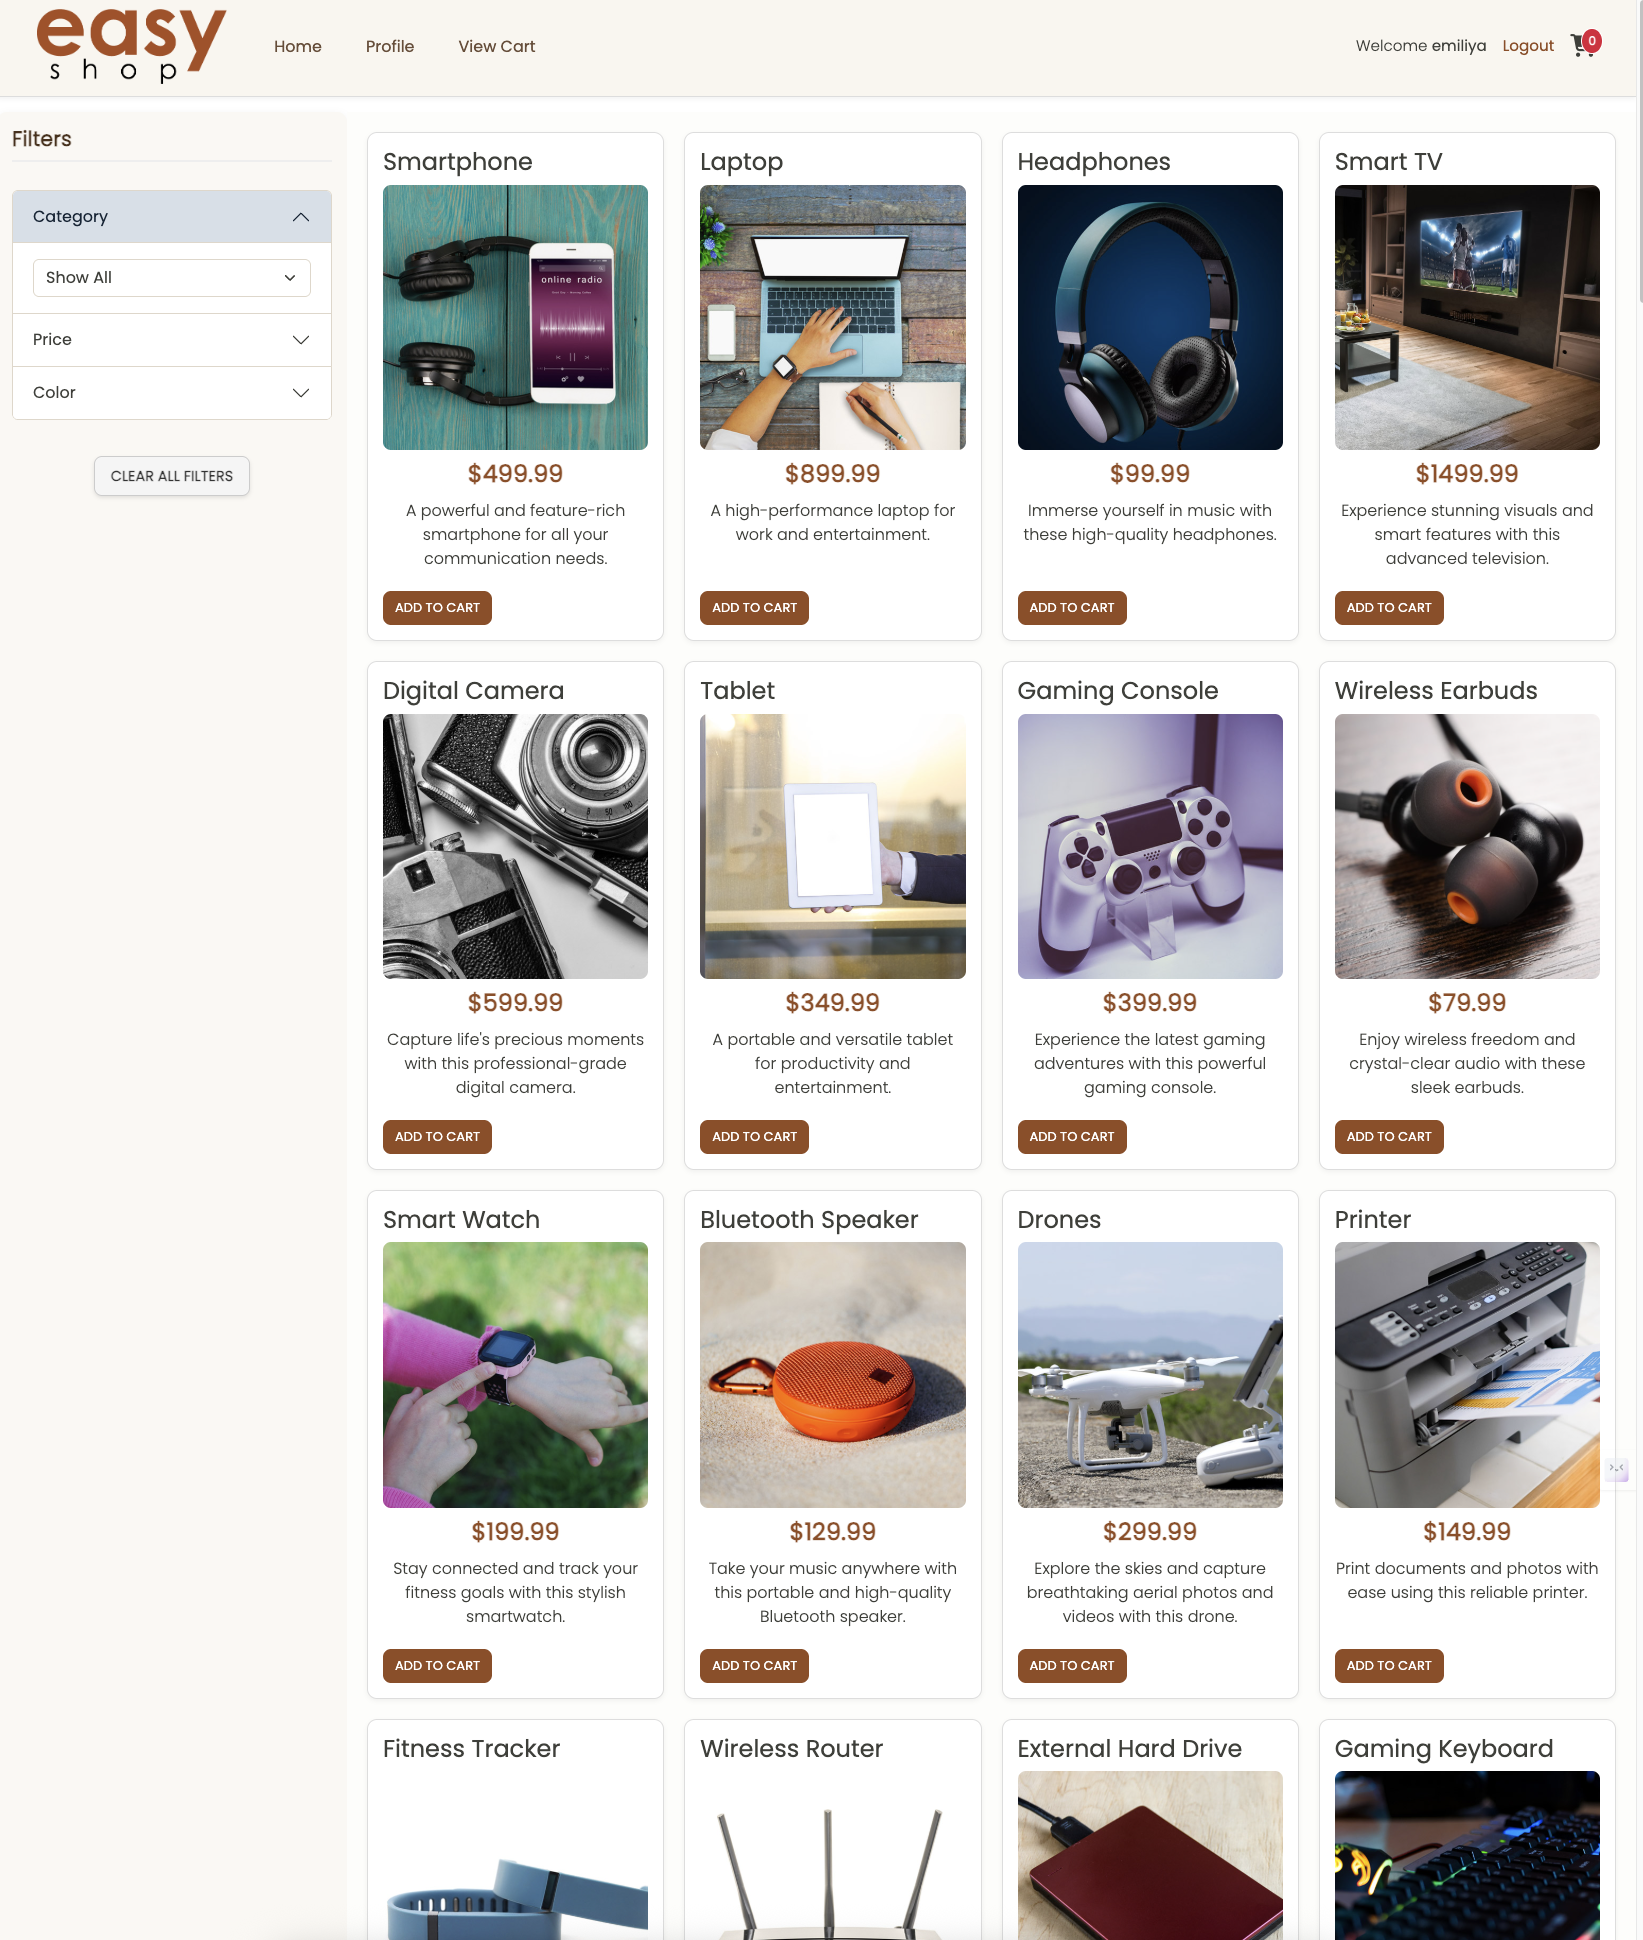 easy
shop
Home
Profile
View Cart
Welcome emiliya
Logout
0
Filters
Category
Show All
Price
Color
CLEAR ALL FILTERS
Smartphone
online radio
$499.99
A powerful and feature-rich
smartphone for all your
communication needs.
ADD TO CART
Laptop
$899.99
A high-performance laptop for
work and entertainment.
ADD TO CART
Headphones
$99.99
Immerse yourself in music with
these high-quality headphones.
ADD TO CART
Smart TV
$1499.99
Experience stunning visuals and
smart features with this
advanced television.
ADD TO CART
Digital Camera
$599.99
Capture life's precious moments
with this professional-grade
digital camera.
ADD TO CART
Tablet
$349.99
A portable and versatile tablet
for productivity and
entertainment.
ADD TO CART
Gaming Console
$399.99
Experience the latest gaming
adventures with this powerful
gaming console.
ADD TO CART
Wireless Earbuds
$79.99
Enjoy wireless freedom and
crystal-clear audio with these
sleek earbuds.
ADD TO CART
Smart Watch
$199.99
Stay connected and track your
fitness goals with this stylish
smartwatch.
ADD TO CART
Bluetooth Speaker
$129.99
Take your music anywhere with
this portable and high-quality
Bluetooth speaker.
ADD TO CART
Drones
$299.99
Explore the skies and capture
breathtaking aerial photos and
videos with this drone.
ADD TO CART
Printer
$149.99
Print documents and photos with
ease using this reliable printer.
ADD TO CART
Fitness Tracker
Wireless Router
External Hard Drive
Gaming Keyboard